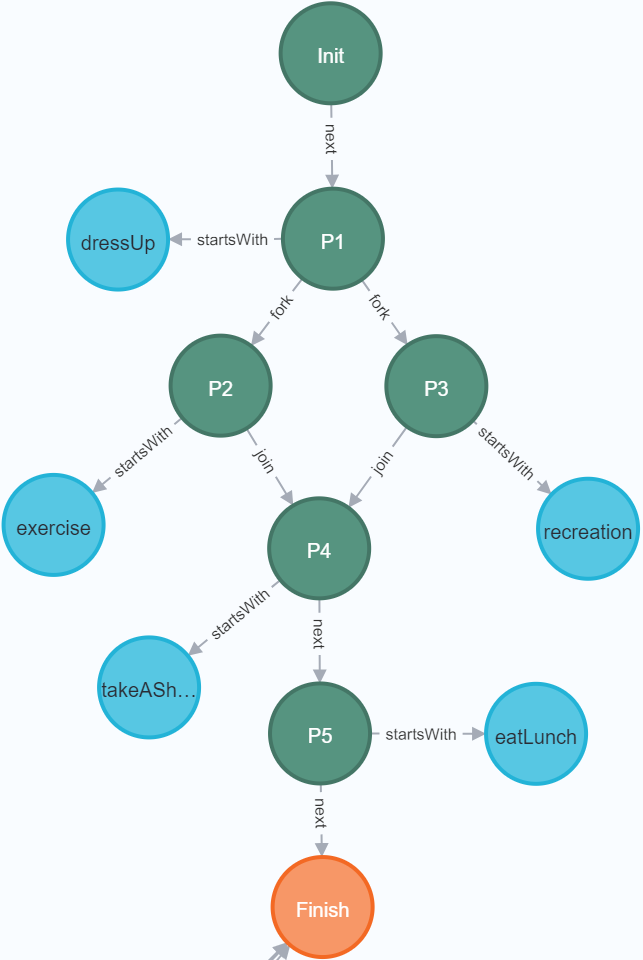 Init
next
dressUp
startsWith
P1
fork
fork
P2
P3
startsWith
join
join
startsWith
exercise
recreation
P4
startsWith
next
takeASh...
P5
startsWith
eatLunch
next
Finish